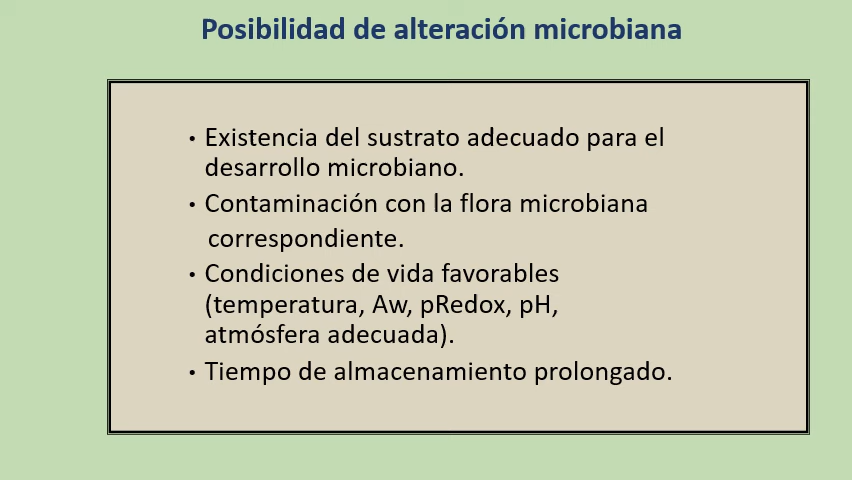 Posibilidad de alteración microbiana
• Existencia del sustrato adecuado para el
desarrollo microbiano.
• Contaminación con la flora microbiana
correspondiente.
• Condiciones de vida favorables
(temperatura, Aw, pRedox, pH,
atmósfera adecuada).
• Tiempo de almacenamiento prolongado.